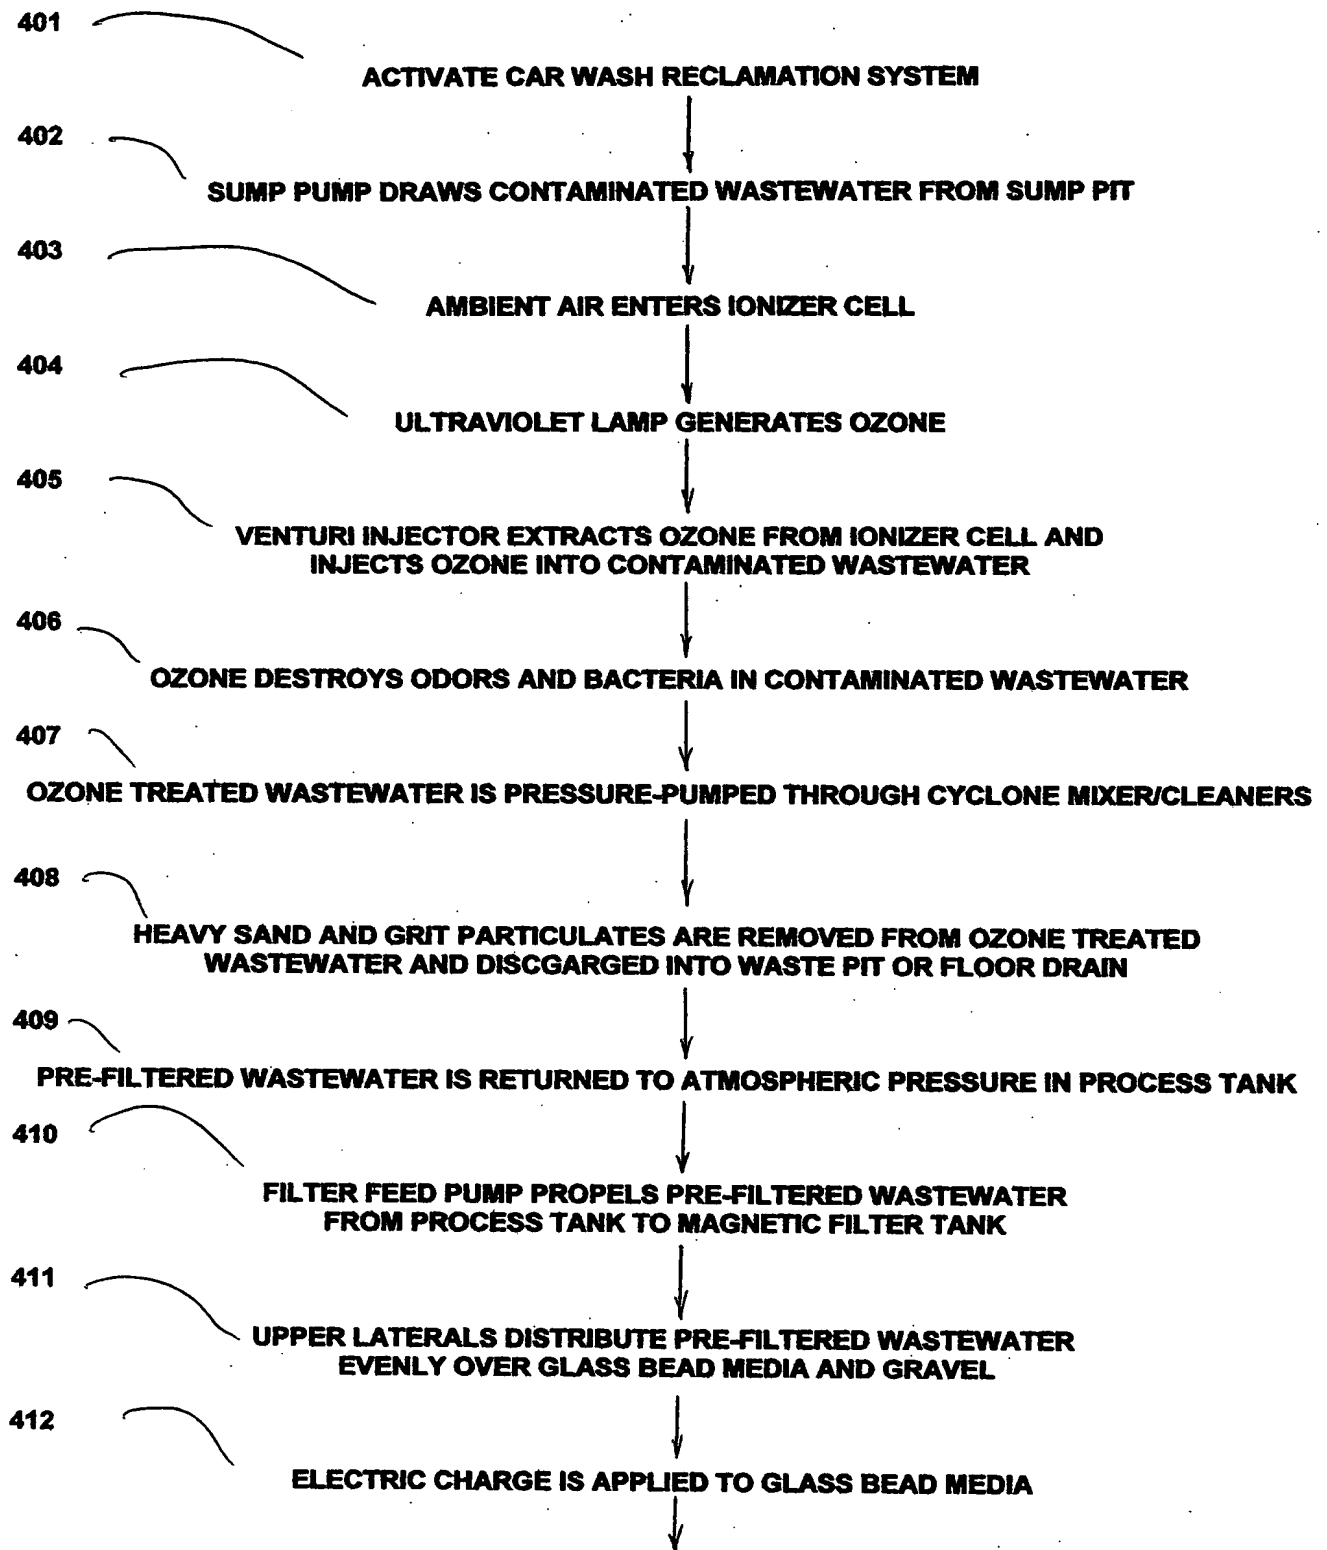 401
ACTIVATE CAR WASH RECLAMATION SYSTEM
402
SUMP PUMP DRAWS CONTAMINATED WASTEWATER FROM SUMP PIT
403
AMBIENT AIR ENTERS IONIZER CELL
404
ULTRAVIOLET LAMP GENERATES OZONE
405
VENTURI INJECTOR EXTRACTS OZONE FROM IONIZER CELL AND
INJECTS OZONE INTO CONTAMINATED WASTEWATER
406
OZONE DESTROYS ODORS AND BACTERIA IN CONTAMINATED WASTEWATER
407
OZONE TREATED WASTEWATER IS PRESSURE-PUMPED THROUGH CYCLONE MIXER/CLEANERS
408
HEAVY SAND AND GRIT PARTICULATES ARE REMOVED FROM OZONE TREATED
WASTEWATER AND DISCGARGED INTO WASTE PIT OR FLOOR DRAIN
409
PRE-FILTERED WASTEWATER IS RETURNED TO ATMOSPHERIC PRESSURE IN PROCESS TANK
410
FILTER FEED PUMP PROPELS PRE-FILTERED WASTEWATER
FROM PROCESS TANK TO MAGNETIC FILTER TANK
411
UPPER LATERALS DISTRIBUTE PRE-FILTERED WASTEWATER
EVENLY OVER GLASS BEAD MEDIA AND GRAVEL
412
ELECTRIC CHARGE IS APPLIED TO GLASS BEAD MEDIA